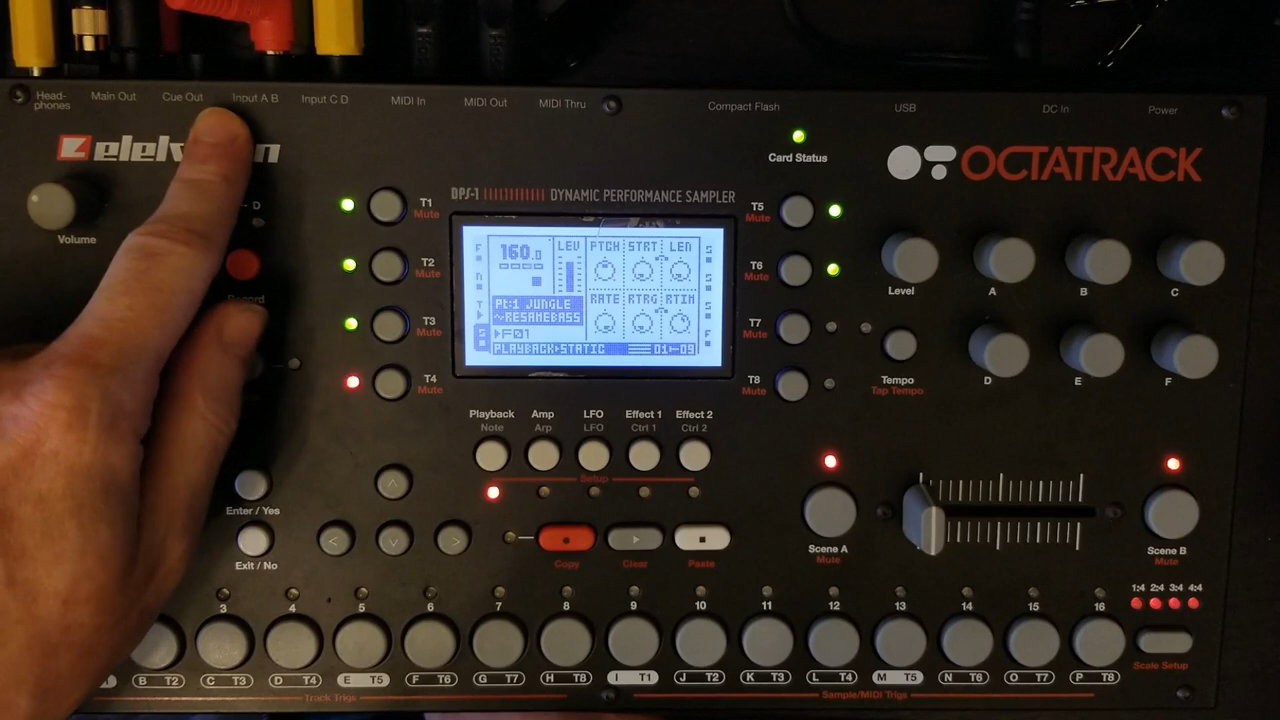 Head-
phones
Main Out
Cue Out
Input A B
Input C D
MIDI In
MIDI Out
MIDI Thru
Compact Flash
USB
DC In
Power
Card Status
OCTATRACK
DPS-1 DYNAMIC PERFORMANCE SAMPLER
Volume
D
Record
T1
Mute
T2
Mute
T3
Mute
T4
Mute
160.0
LEV
PTCH
STRT
LEN
RATE
RTRG
RTIM
PT:1 JUNGLE
~RESAMEBASS
F01
PLAYBACK▸STATIC
01▸09
T5
Mute
T6
Mute
T7
Mute
T8
Mute
Level
A
B
C
Tempo
Tap Tempo
D
E
F
Playback
Note
Amp
Arp
LFO
LFO
Effect 1
Ctrl 1
Effect 2
Ctrl 2
Setup
Enter / Yes
Exit / No
Copy
Clear
Paste
Scene A
Mute
Scene B
Mute
1:4 2:4 3:4 4:4
Scale Setup
3 4 5 6 7 8 9 10 11 12 13 14 15 16
B T2
C T3
D T4
E T5
F T6
G T7
H T8
I T1
J T2
K T3
L T4
M T5
N T6
O T7
P T8
Track Trigs
Sample/MIDI Trigs